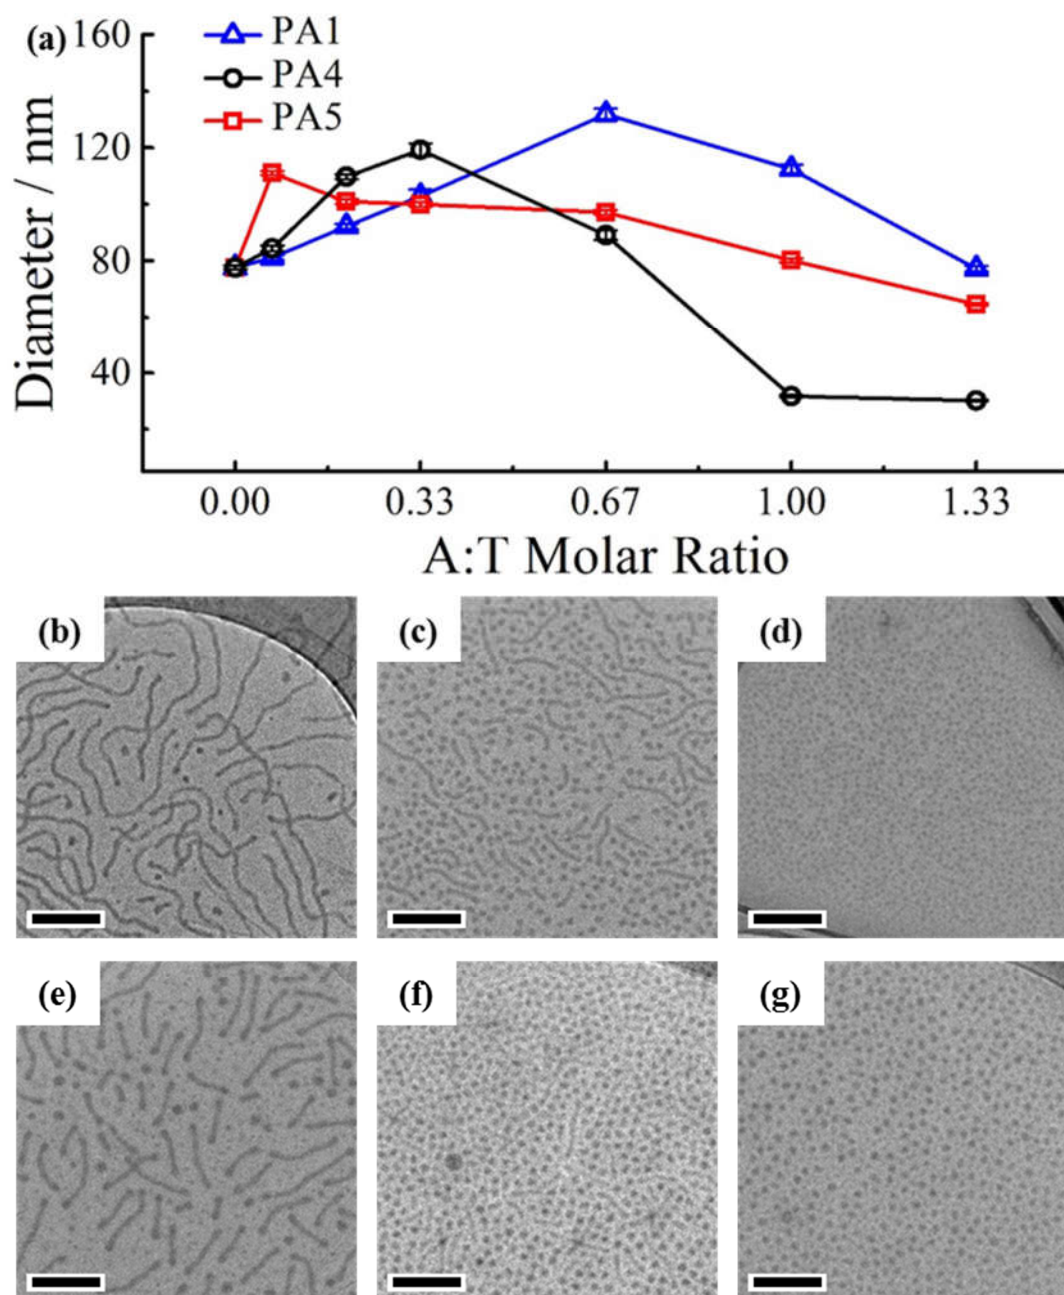 (a)
160
120
80
40
Diameter / nm
PA1
PA4
PA5
0.00 0.33 0.67 1.00 1.33
A:T Molar Ratio
(b) (c) (d)
(e) (f) (g)